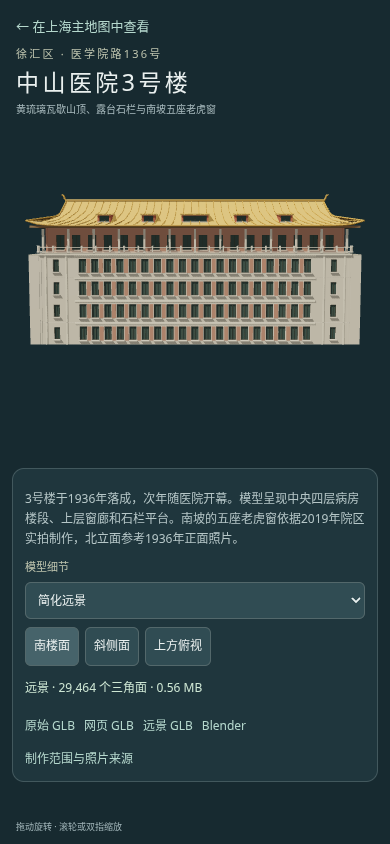 ← 在上海主地图中查看
徐汇区 · 医学院路136号
中山医院3号楼
黄琉璃瓦歇山顶、露台石栏与南坡五座老虎窗
3号楼于1936年落成，次年随医院开幕。模型呈现中央四层病房
楼段、上层窗廊和石栏平台。南坡的五座老虎窗依据2019年院区
实拍制作，北立面参考1936年正面照片。
模型细节
简化远景
南楼面 斜侧面 上方俯视
远景 · 29,464 个三角面 · 0.56 MB
原始 GLB 网页 GLB 远景 GLB Blender
制作范围与照片来源
拖动旋转 · 滚轮或双指缩放